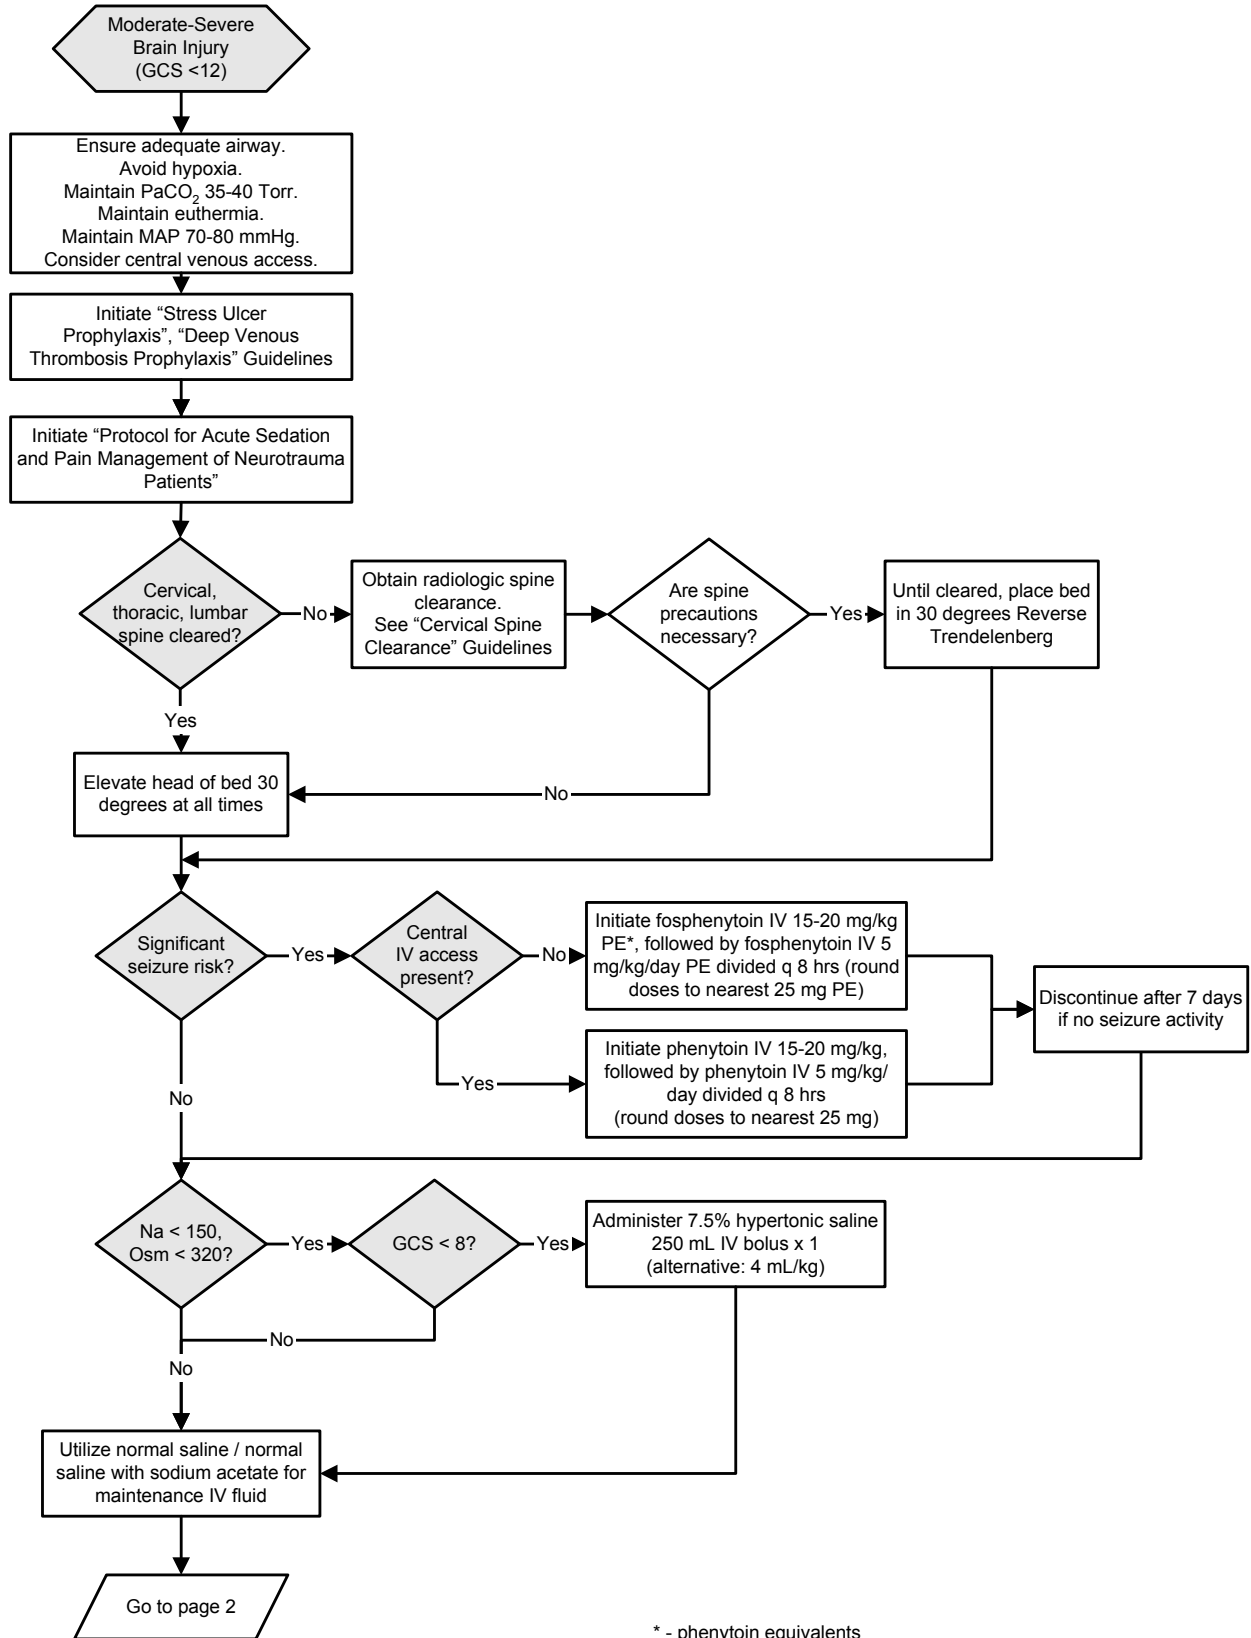 Moderate-Severe
Brain Injury
(GCS <12)
Ensure adequate airway.
Avoid hypoxia.
Maintain PaCO2 35-40 Torr.
Maintain euthermia.
Maintain MAP 70-80 mmHg.
Consider central venous access.
Initiate “Stress Ulcer
Prophylaxis”, “Deep Venous
Thrombosis Prophylaxis” Guidelines
Initiate “Protocol for Acute Sedation
and Pain Management of Neurotrauma
Patients”
Cervical,
thoracic, lumbar
spine cleared?
No
Obtain radiologic spine
clearance.
See “Cervical Spine
Clearance” Guidelines
Are spine
precautions
necessary?
Yes
Until cleared, place bed
in 30 degrees Reverse
Trendelenberg
Yes
Elevate head of bed 30
degrees at all times
No
Significant
seizure risk?
Yes
Central
IV access
present?
No
Initiate fosphenytoin IV 15-20 mg/kg
PE*, followed by fosphenytoin IV 5
mg/kg/day PE divided q 8 hrs (round
doses to nearest 25 mg PE)
Discontinue after 7 days
if no seizure activity
Yes
Initiate phenytoin IV 15-20 mg/kg,
followed by phenytoin IV 5 mg/kg/
day divided q 8 hrs
(round doses to nearest 25 mg)
No
Na < 150,
Osm < 320?
Yes
GCS < 8?
Yes
Administer 7.5% hypertonic saline
250 mL IV bolus x 1
(alternative: 4 mL/kg)
No
No
Utilize normal saline / normal
saline with sodium acetate for
maintenance IV fluid
Go to page 2
* - phenytoin equivalents